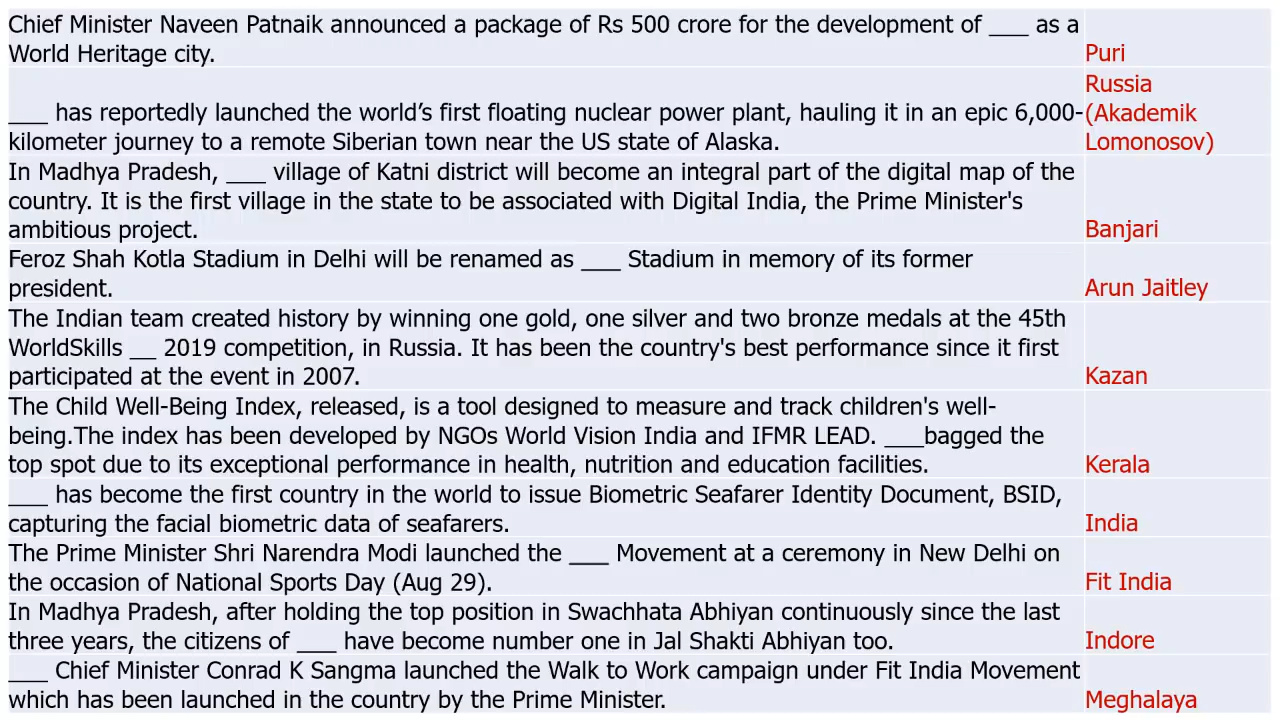 Chief Minister Naveen Patnaik announced a package of Rs 500 crore for the development of ___ as a
World Heritage city.
Puri
___ has reportedly launched the world’s first floating nuclear power plant, hauling it in an epic 6,000-
kilometer journey to a remote Siberian town near the US state of Alaska.
Russia
(Akademik
Lomonosov)
In Madhya Pradesh, ___ village of Katni district will become an integral part of the digital map of the
country. It is the first village in the state to be associated with Digital India, the Prime Minister's
ambitious project.
Banjari
Feroz Shah Kotla Stadium in Delhi will be renamed as ___ Stadium in memory of its former
president.
Arun Jaitley
The Indian team created history by winning one gold, one silver and two bronze medals at the 45th
WorldSkills __ 2019 competition, in Russia. It has been the country's best performance since it first
participated at the event in 2007.
Kazan
The Child Well-Being Index, released, is a tool designed to measure and track children's well-
being.The index has been developed by NGOs World Vision India and IFMR LEAD. ___bagged the
top spot due to its exceptional performance in health, nutrition and education facilities.
Kerala
___ has become the first country in the world to issue Biometric Seafarer Identity Document, BSID,
capturing the facial biometric data of seafarers.
India
The Prime Minister Shri Narendra Modi launched the ___ Movement at a ceremony in New Delhi on
the occasion of National Sports Day (Aug 29).
Fit India
In Madhya Pradesh, after holding the top position in Swachhata Abhiyan continuously since the last
three years, the citizens of ___ have become number one in Jal Shakti Abhiyan too.
Indore
___ Chief Minister Conrad K Sangma launched the Walk to Work campaign under Fit India Movement
which has been launched in the country by the Prime Minister.
Meghalaya